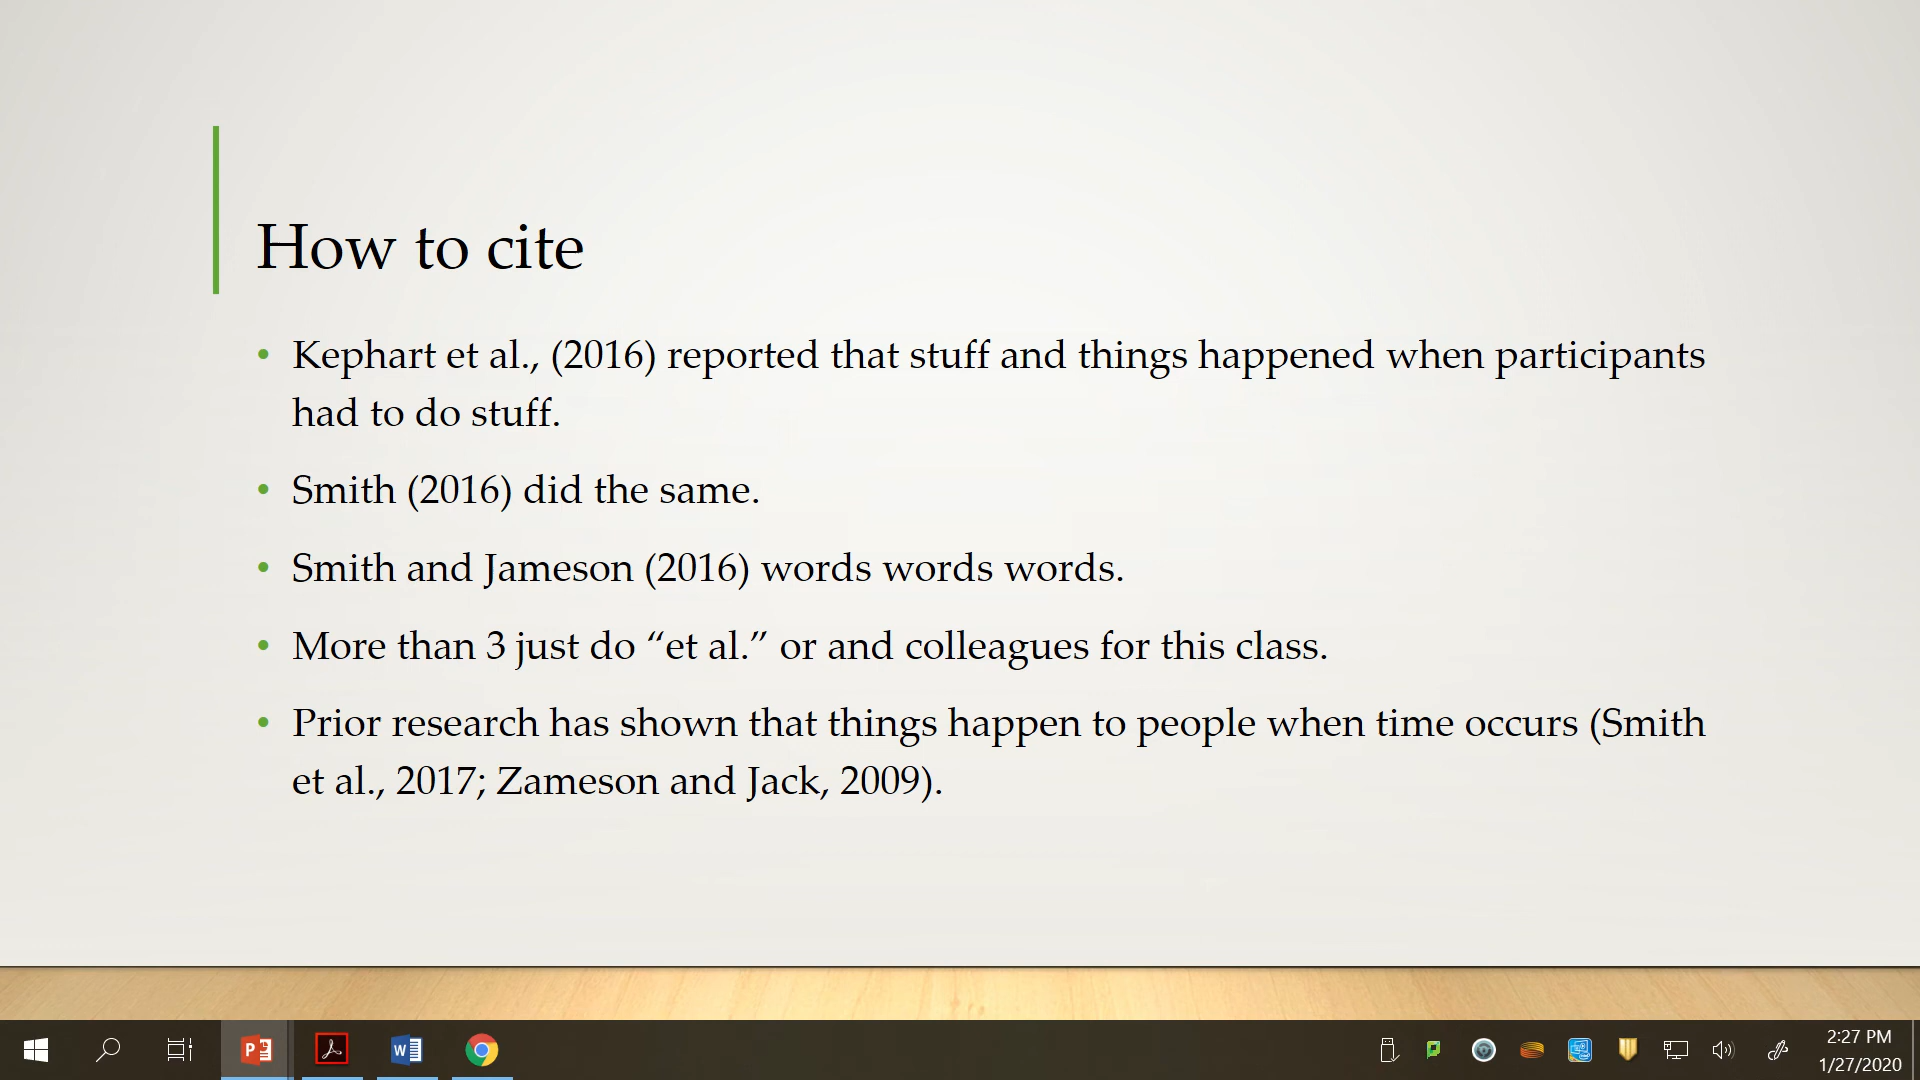 How to cite
• Kephart et al., (2016) reported that stuff and things happened when participants
had to do stuff.
• Smith (2016) did the same.
• Smith and Jameson (2016) words words words.
• More than 3 just do “et al.” or and colleagues for this class.
• Prior research has shown that things happen to people when time occurs (Smith
et al., 2017; Zameson and Jack, 2009).
2:27 PM
1/27/2020